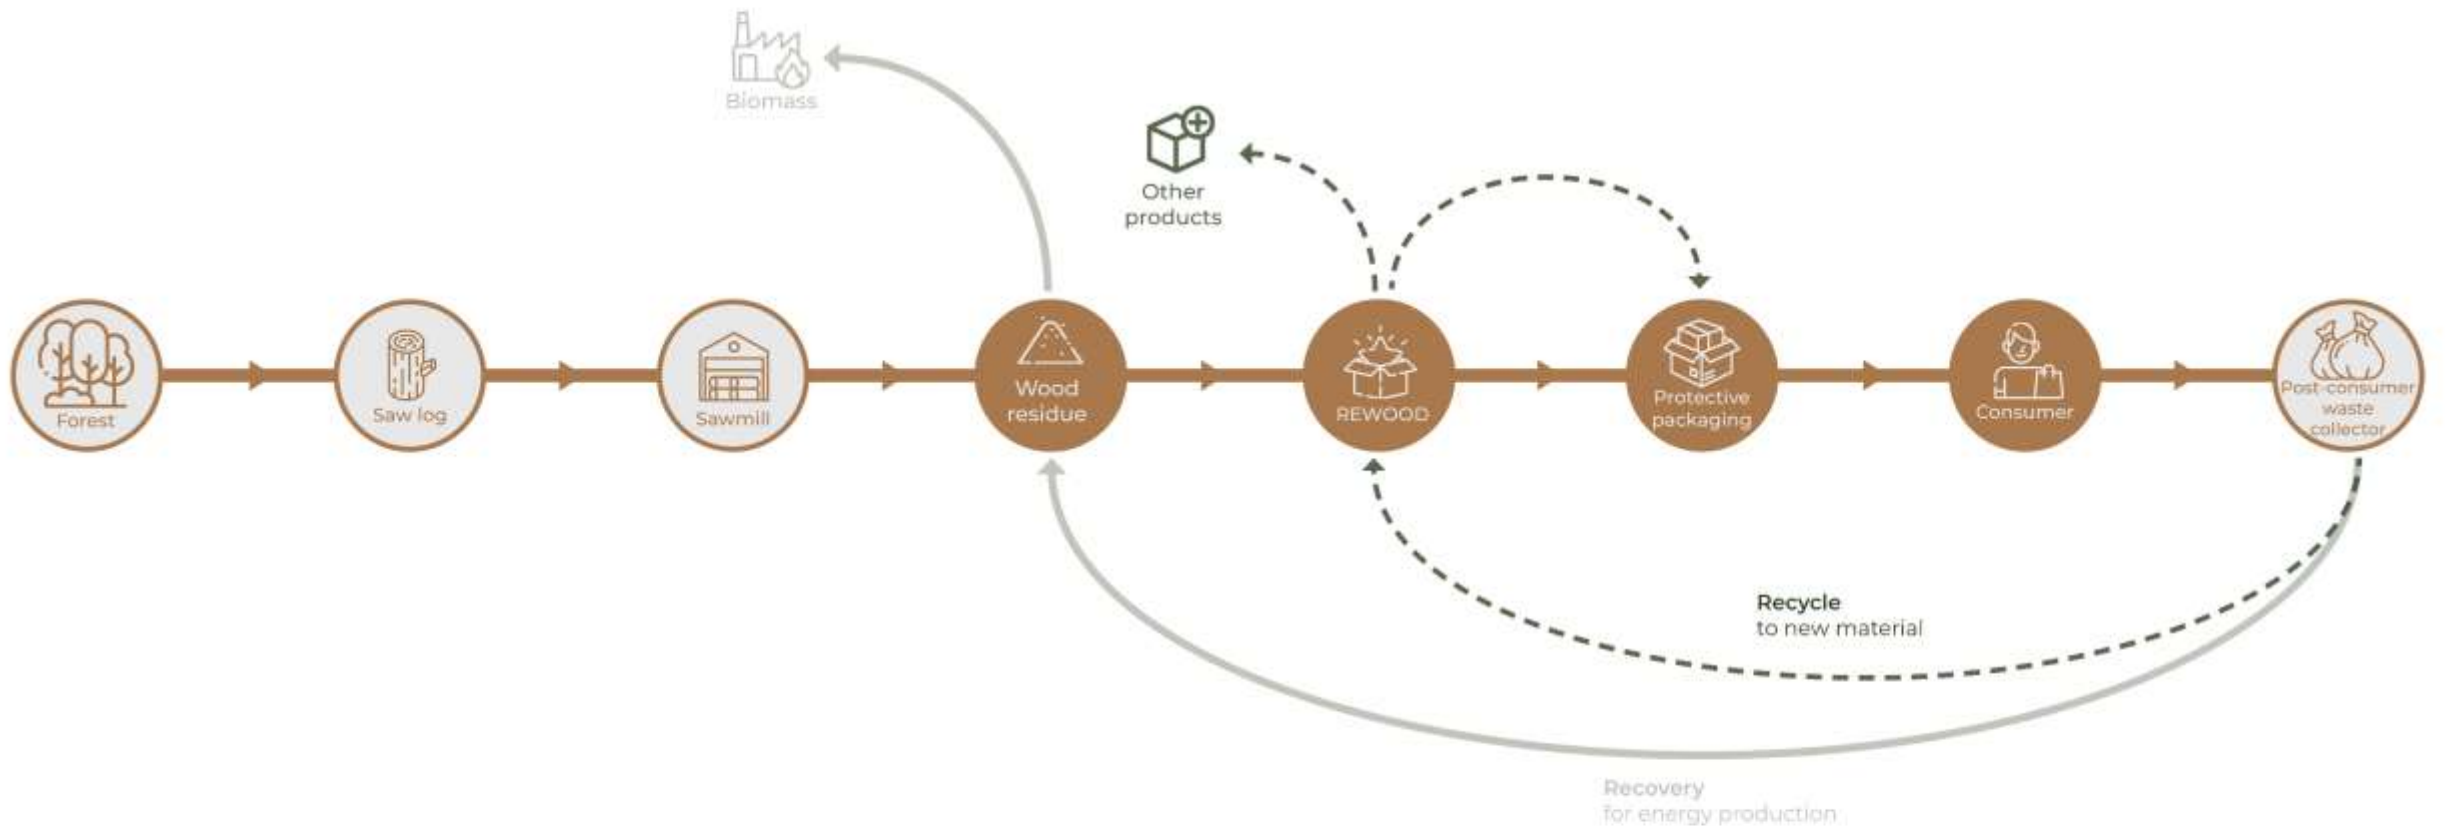 Biomass
Other
products
Forest
Saw log
Sawmill
Wood
residue
REWOOD
Protective
packaging
Consumer
Post-consumer
waste
collector
Recycle
to new material
Recovery
for energy production